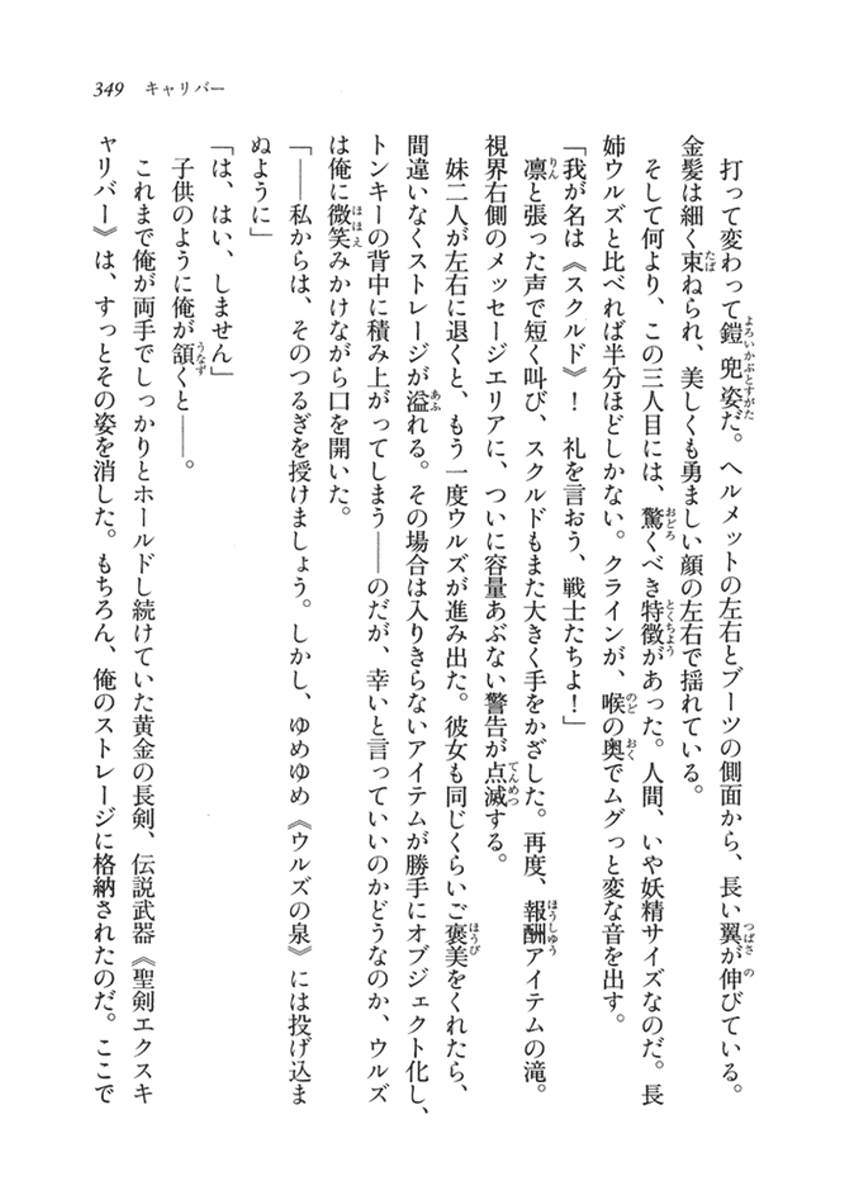 349 キャリバー
打って変わって鎧兜姿だ。ヘルメットの左右とブーツの側面から、長い翼が伸びている。
金髪は細く束ねられ、美しくも勇ましい顔の左右で揺れている。
そして何より、この三人目には、驚くべき特徴があった。人間、いや妖精サイズなのだ。長
姉ウルズと比べれば半分ほどしかない。クラインが、喉の奥でムグっと変な音を出す。
「我が名は《スクルド》！　礼を言おう、戦士たちよ！」
凛と張った声で短く叫び、スクルドもまた大きく手をかざした。再度、報酬アイテムの滝。
視界右側のメッセージエリアに、ついに容量あぶない警告が点滅する。
妹二人が左右に退くと、もう一度ウルズが進み出た。彼女も同じくらいご褒美をくれたら、
間違いなくストレージが溢れる。その場合は入りきらないアイテムが勝手にオブジェクト化し、
トンキーの背中に積み上がってしまう――のだが、幸いと言っていいのかどうなのか、ウルズ
は俺に微笑みかけながら口を開いた。
「――私からは、そのつるぎを授けましょう。しかし、ゆめゆめ《ウルズの泉》には投げ込ま
ぬように」
「は、はい、しません」
子供のように俺が頷くと――。
これまで俺が両手でしっかりとホールドし続けていた黄金の長剣、伝説武器《聖剣エクスキ
ャリバー》は、すっとその姿を消した。もちろん、俺のストレージに格納されたのだ。ここで